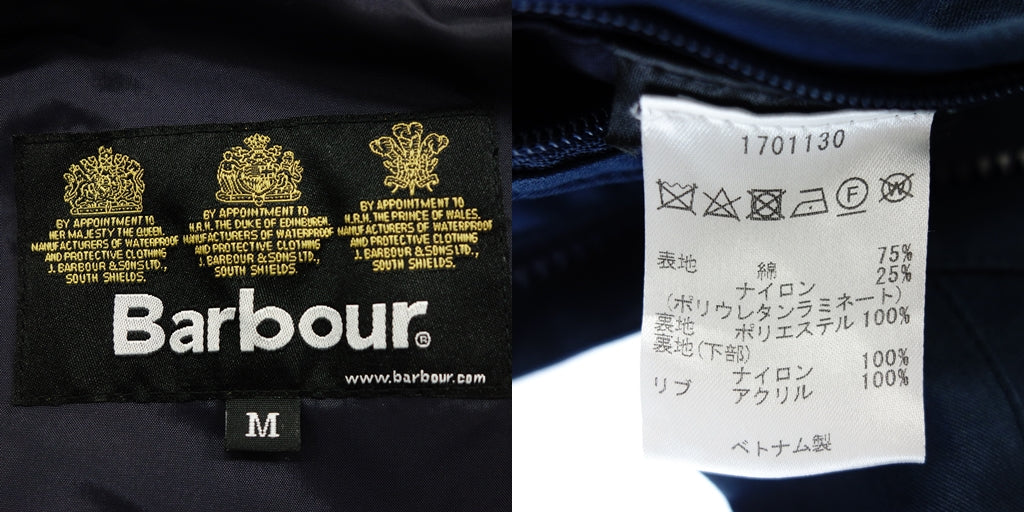 BY APPOINTMENT TO
HER MAJESTY THE QUEEN,
MANUFACTURERS OF WATERPROOF
AND PROTECTIVE CLOTHING
J. BARBOUR & SONS LTD.,
SOUTH SHIELDS.
BY APPOINTMENT TO
H.R.H. THE DUKE OF EDINBURGH,
MANUFACTURERS OF WATERPROOF
AND PROTECTIVE CLOTHING
J. BARBOUR & SONS LTD.,
SOUTH SHIELDS.
BY APPOINTMENT TO
H.R.H. THE PRINCE OF WALES,
MANUFACTURERS OF WATERPROOF
AND PROTECTIVE CLOTHING
J. BARBOUR & SONS LTD.,
SOUTH SHIELDS.
Barbour®
www.barbour.com
M
1701130
F W
表地 綿 75%
ナイロン 25%
(ポリウレタンラミネート)
裏地 ポリエステル 100%
裏地(下部)
ナイロン 100%
リブ アクリル 100%
ベトナム製